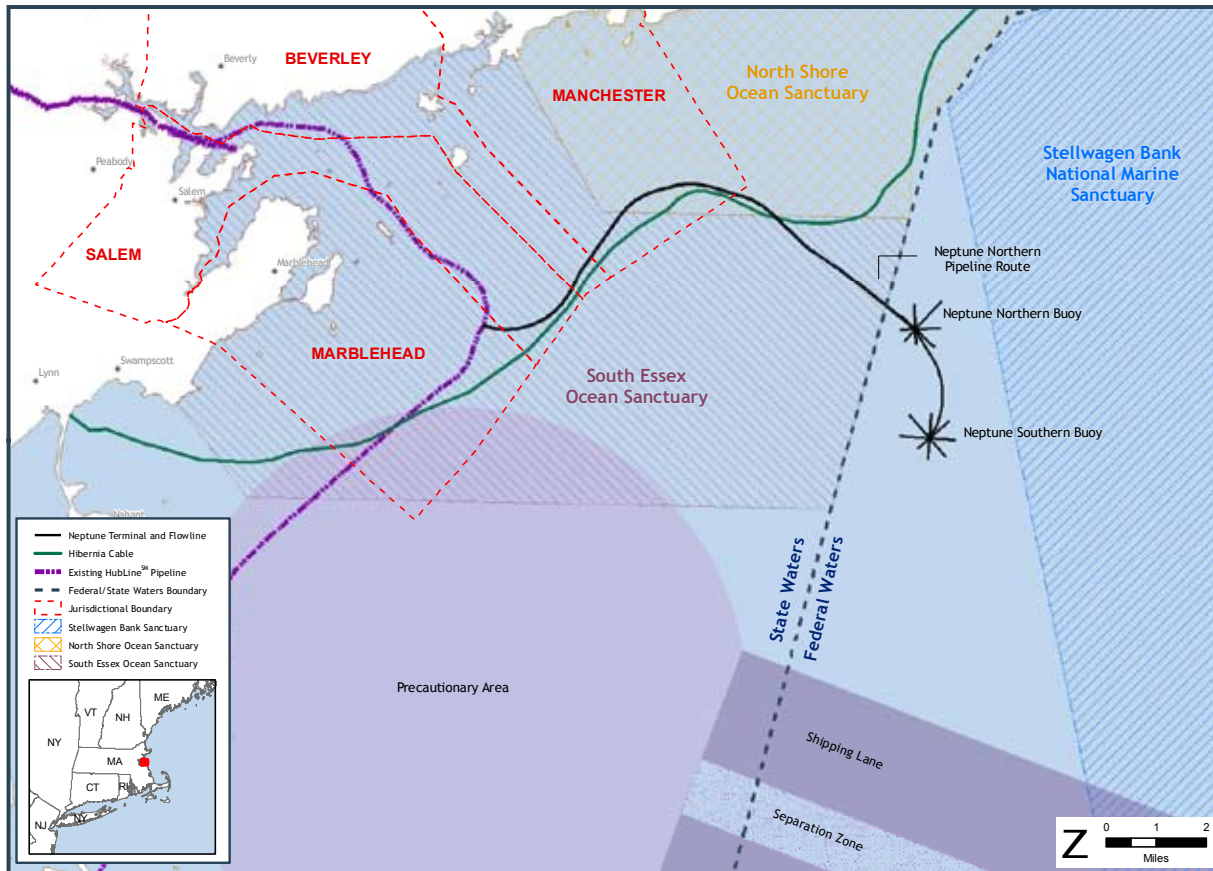 BEVERLEY
Beverly
North Shore
Ocean Sanctuary
MANCHESTER
Stellwagen Bank
National Marine
Sanctuary
Peabody
Salem
SALEM
Marblehead
Neptune Northern
Pipeline Route
Neptune Northern Buoy
MARBLEHEAD
Swampscott
Lynn
South Essex
Ocean Sanctuary
Neptune Southern Buoy
Nahant
Neptune Terminal and Flowline
Hibernia Cable
Existing HubLine℠ Pipeline
Federal/State Waters Boundary
Jurisdictional Boundary
Stellwagen Bank Sanctuary
North Shore Ocean Sanctuary
South Essex Ocean Sanctuary
State Waters
Federal Waters
Precautionary Area
Shipping Lane
Separation Zone
ME
VT
NH
NY
MA
CT
RI
NJ
NY
Z
0 1 2
Miles